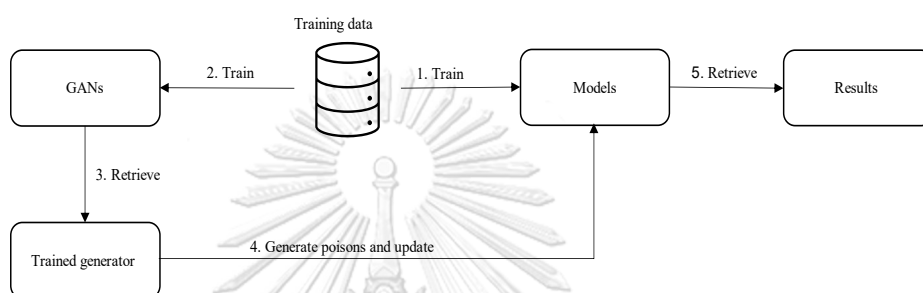 Training data
GANs
2. Train
1. Train
Models
5. Retrieve
Results
3. Retrieve
Trained generator
4. Generate poisons and update